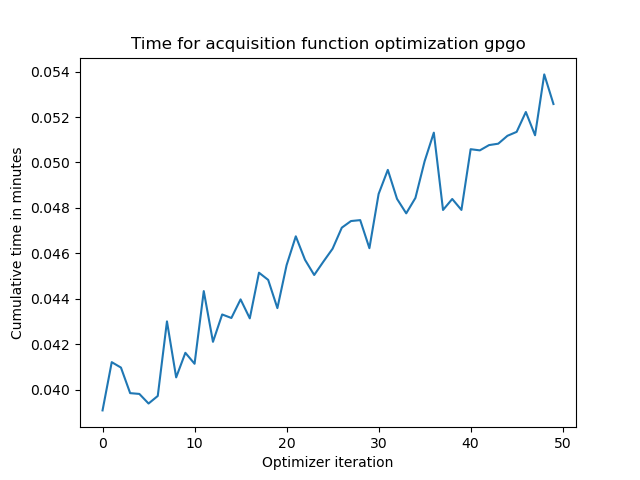 Time for acquisition function optimization gpgo
Cumulative time in minutes
0.054
0.052
0.050
0.048
0.046
0.044
0.042
0.040
0 10 20 30 40 50
Optimizer iteration